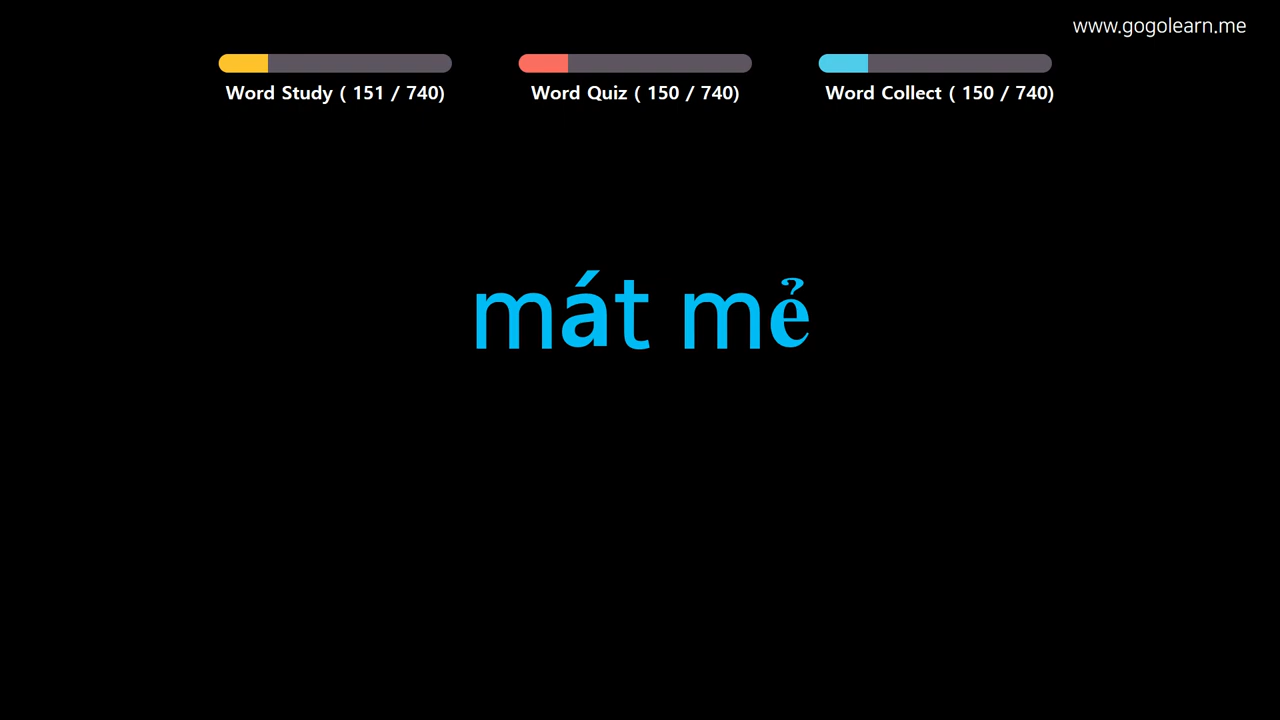 www.gogolearn.me
Word Study ( 151 / 740)
Word Quiz ( 150 / 740)
Word Collect ( 150 / 740)
mát mẻ